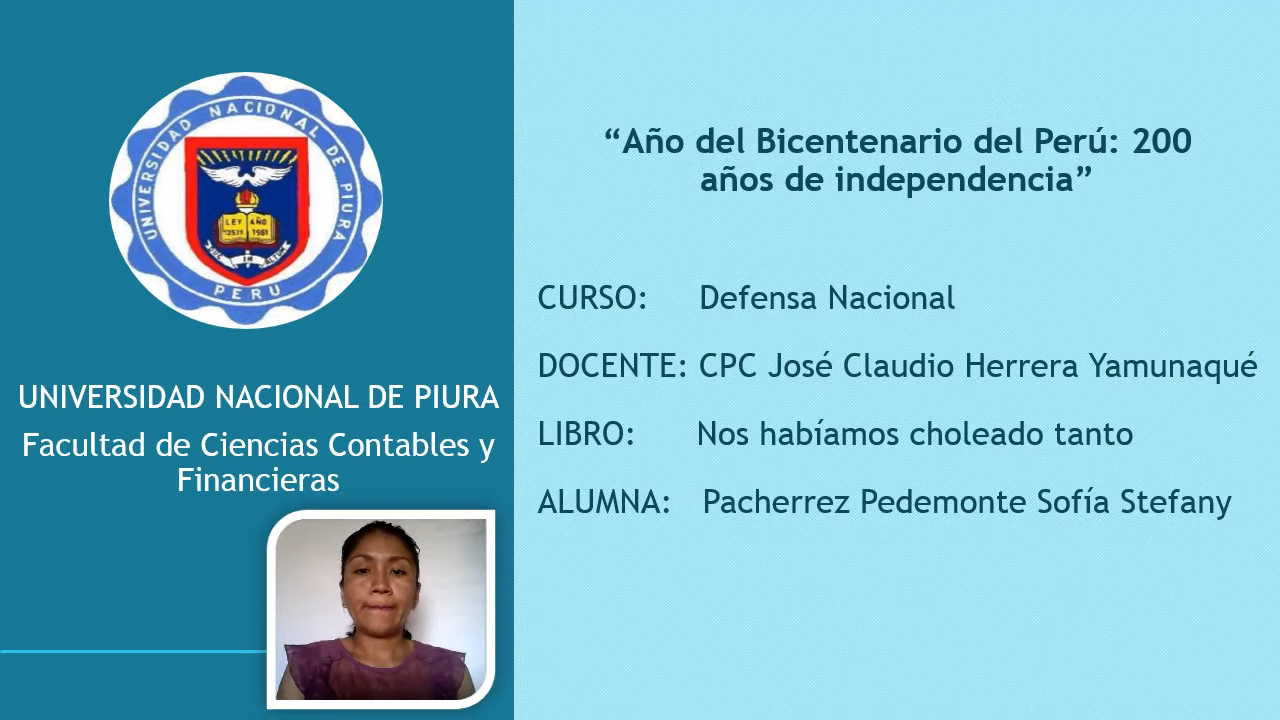 UNIVERSIDAD NACIONAL DE PIURA
PERU
LEY AÑO
13531 1961
UNIVERSIDAD NACIONAL DE PIURA
Facultad de Ciencias Contables y
Financieras
“Año del Bicentenario del Perú: 200
años de independencia”
CURSO: Defensa Nacional
DOCENTE: CPC José Claudio Herrera Yamunaqué
LIBRO: Nos habíamos choleado tanto
ALUMNA: Pacherrez Pedemonte Sofía Stefany